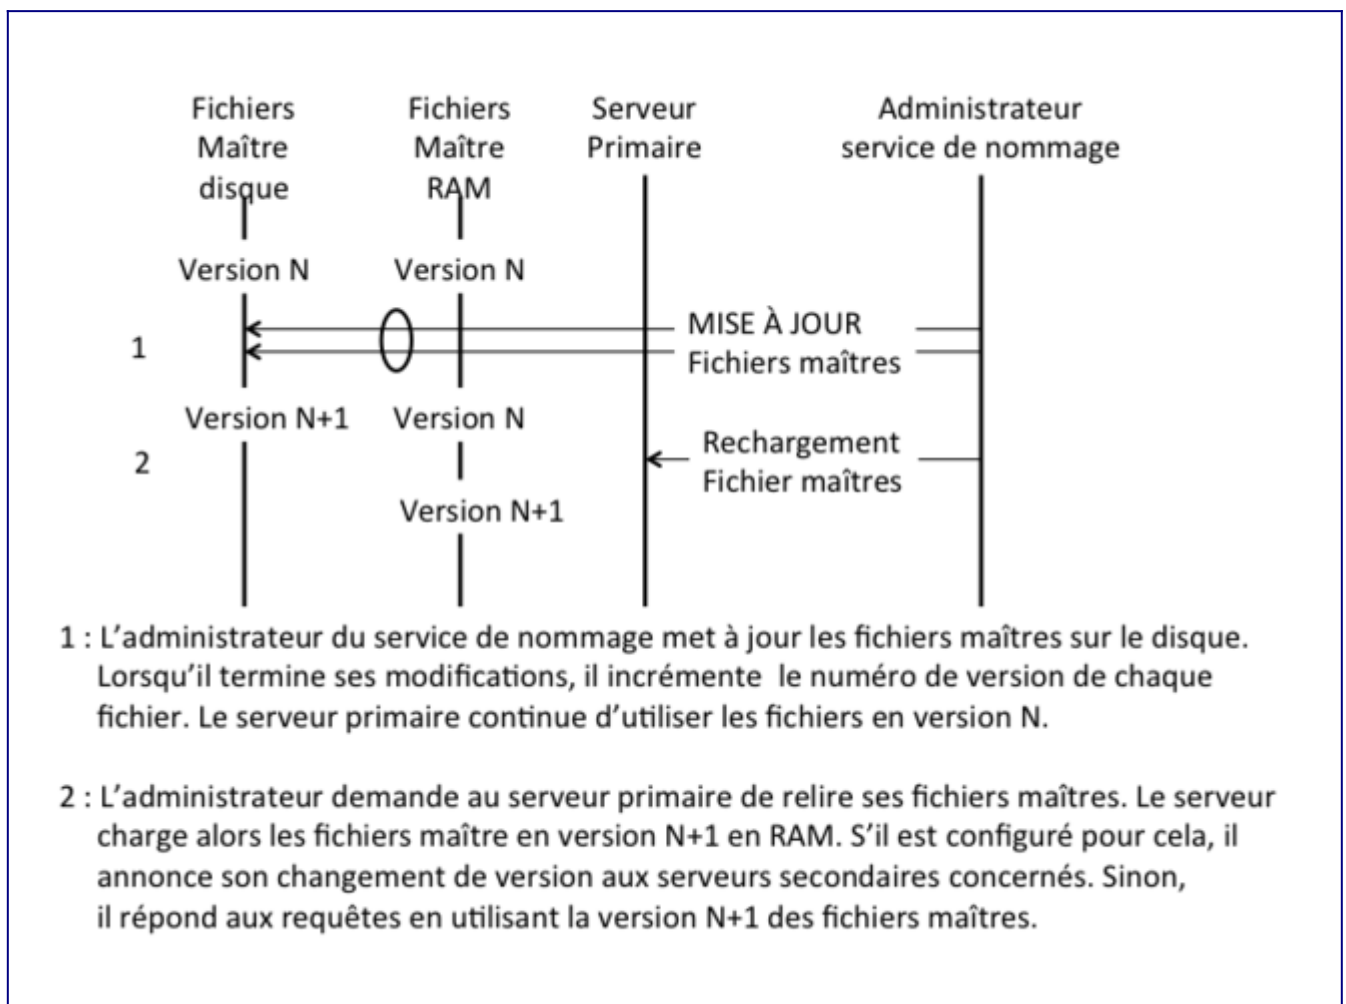 Fichiers Maître disque
Fichiers Maître RAM
Serveur Primaire
Administrateur service de nommage
Version N
Version N
1
MISE À JOUR
Fichiers maîtres
Version N+1
Version N
2
Rechargement
Fichier maîtres
Version N+1
1 : L'administrateur du service de nommage met à jour les fichiers maîtres sur le disque.
Lorsqu'il termine ses modifications, il incrémente le numéro de version de chaque
fichier. Le serveur primaire continue d'utiliser les fichiers en version N.
2 : L'administrateur demande au serveur primaire de relire ses fichiers maîtres. Le serveur
charge alors les fichiers maître en version N+1 en RAM. S'il est configuré pour cela, il
annonce son changement de version aux serveurs secondaires concernés. Sinon,
il répond aux requêtes en utilisant la version N+1 des fichiers maîtres.